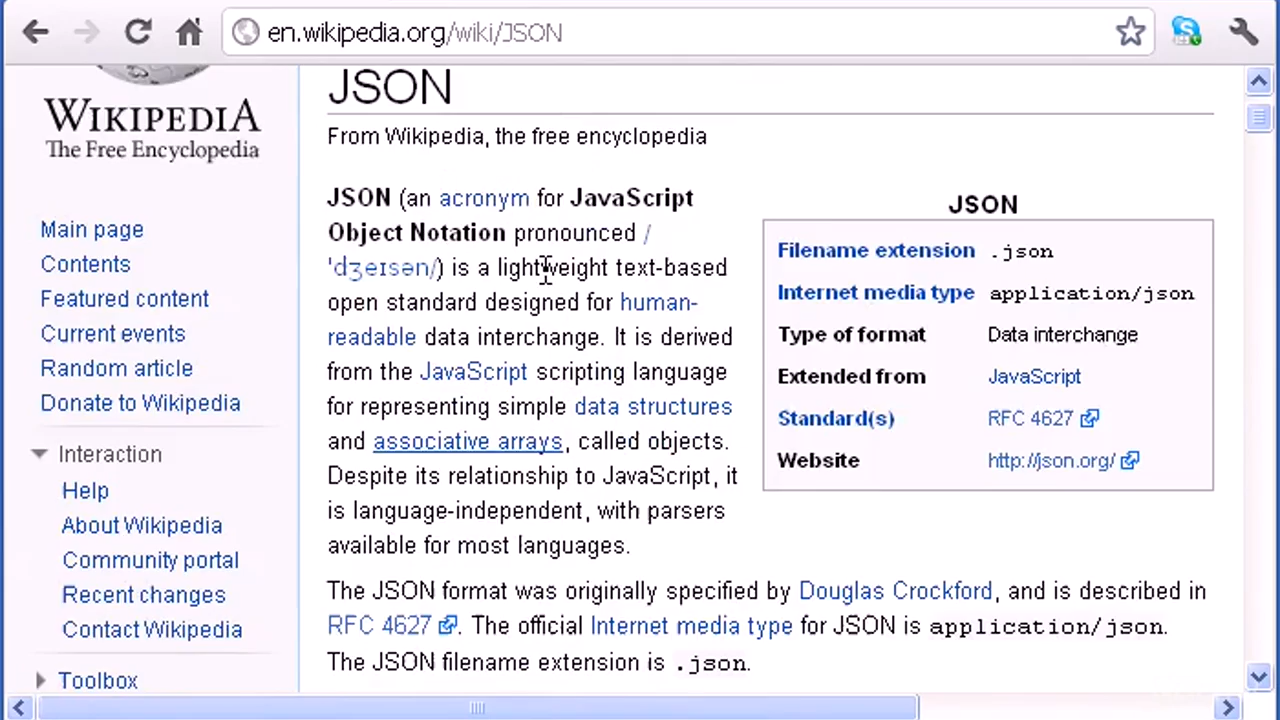 en.wikipedia.org/wiki/JSON
WIKIPEDIA
The Free Encyclopedia
Main page
Contents
Featured content
Current events
Random article
Donate to Wikipedia
Interaction
Help
About Wikipedia
Community portal
Recent changes
Contact Wikipedia
Toolbox
JSON
From Wikipedia, the free encyclopedia
JSON (an acronym for JavaScript
Object Notation pronounced /
ˈdʒeɪsən/) is a lightweight text-based
open standard designed for human-
readable data interchange. It is derived
from the JavaScript scripting language
for representing simple data structures
and associative arrays, called objects.
Despite its relationship to JavaScript, it
is language-independent, with parsers
available for most languages.
JSON
Filename extension .json
Internet media type application/json
Type of format Data interchange
Extended from JavaScript
Standard(s) RFC 4627
Website http://json.org/
The JSON format was originally specified by Douglas Crockford, and is described in
RFC 4627. The official Internet media type for JSON is application/json.
The JSON filename extension is .json.